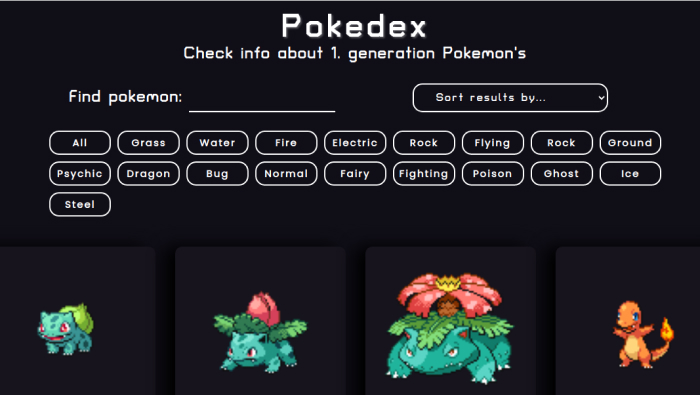 Pokedex
Check info about 1. generation Pokemon's
Find pokemon: Sort results by...
All Grass Water Fire Electric Rock Flying Rock Ground
Psychic Dragon Bug Normal Fairy Fighting Poison Ghost Ice
Steel